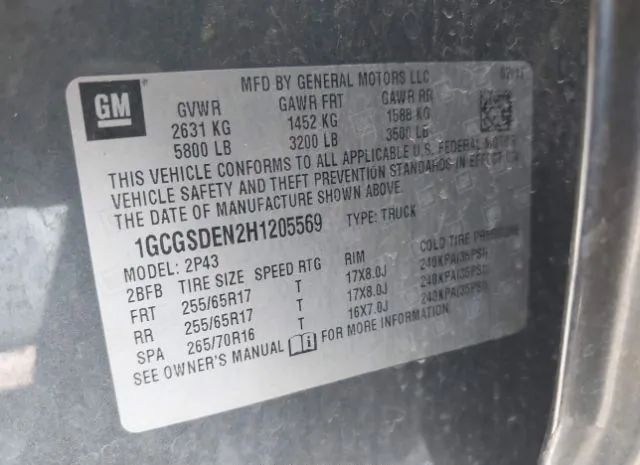 GM
MFD BY GENERAL MOTORS LLC
GVWR GAWR FRT GAWR RR
2631 KG 1452 KG 1588 KG
5800 LB 3200 LB 3500 LB
THIS VEHICLE CONFORMS TO ALL APPLICABLE U.S. FEDERAL MOTOR
VEHICLE SAFETY AND THEFT PREVENTION STANDARDS IN EFFECT ON
THE DATE OF MANUFACTURE SHOWN ABOVE.
1GCGSDEN2H1205569 TYPE: TRUCK
MODEL: 2P43
2BFB TIRE SIZE SPEED RTG RIM COLD TIRE PRESSURE
FRT 255/65R17 T 17X8.0J 240KPA(35PSI)
RR 255/65R17 T 17X8.0J 240KPA(35PSI)
SPA 265/70R16 T 16X7.0J 240KPA(35PSI)
SEE OWNER'S MANUAL FOR MORE INFORMATION.